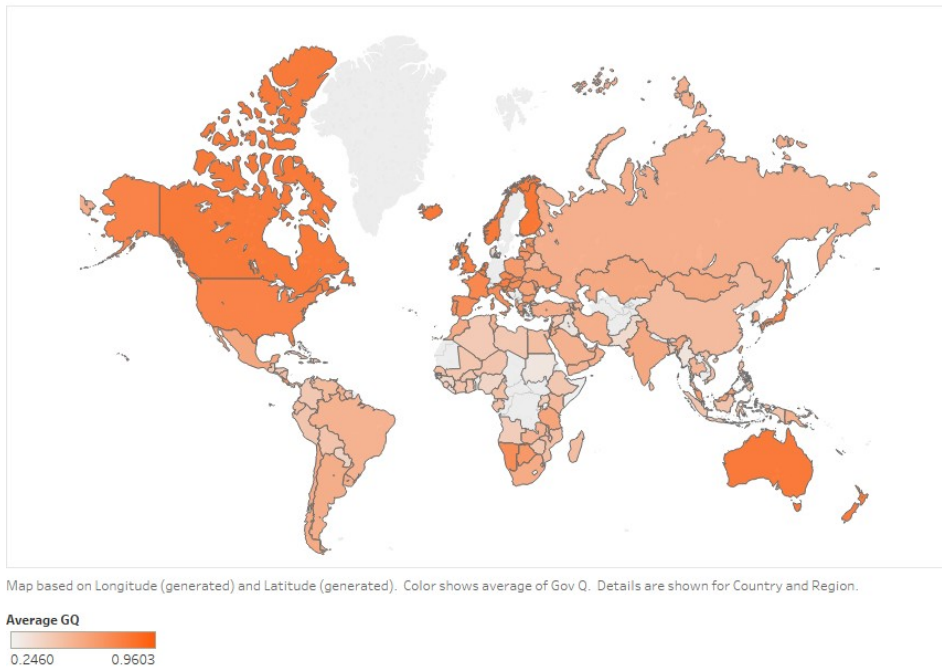 Map based on Longitude (generated) and Latitude (generated). Color shows average of Gov Q. Details are shown for Country and Region.
Average GQ
0.2460 0.9603